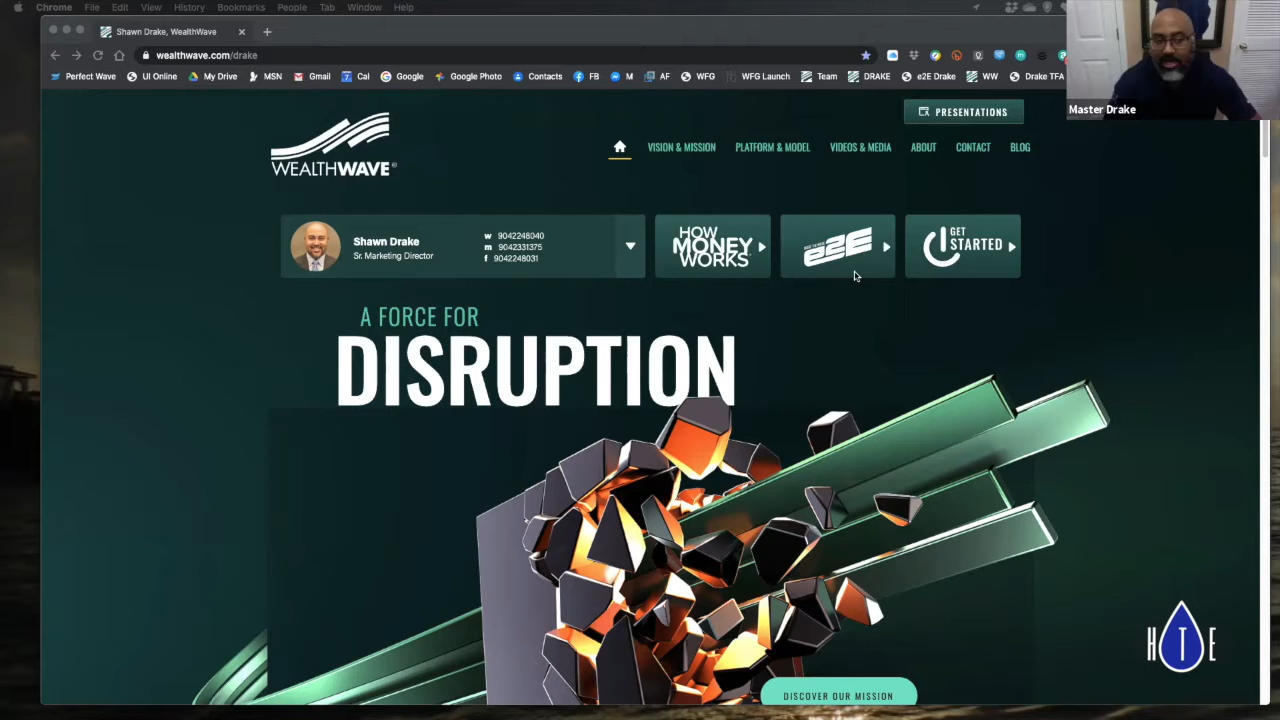 Chrome File Edit View History Bookmarks People Tab Window Help
Shawn Drake, WealthWave
wealthwave.com/drake
Perfect Wave UI Online My Drive MSN Gmail Cal Google Google Photo Contacts FB M AF WFG WFG Launch Team DRAKE e2E Drake WW Drake TFA
Master Drake
PRESENTATIONS
WEALTHWAVE
VISION & MISSION PLATFORM & MODEL VIDEOS & MEDIA ABOUT CONTACT BLOG
Shawn Drake
Sr. Marketing Director
w 9042248040
m 9042331375
f 9042248031
HOW
MONEY
WORKS
e2E
GET
STARTED
A FORCE FOR
DISRUPTION
DISCOVER OUR MISSION
HTE